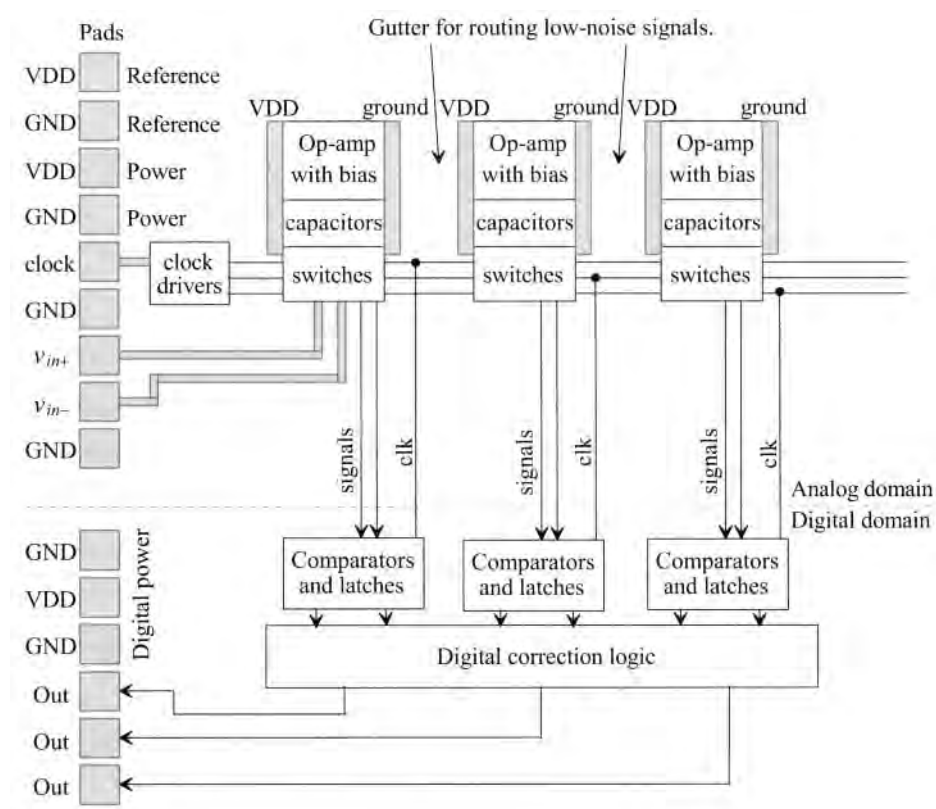 Pads
Gutter for routing low-noise signals.
VDD Reference
GND Reference
VDD Power
GND Power
clock
GND
v in+
v in−
GND
VDD ground VDD ground VDD ground
Op-amp
with bias
capacitors
switches
Op-amp
with bias
capacitors
switches
Op-amp
with bias
capacitors
switches
clock
drivers
signals
clk
signals
clk
signals
clk
Analog domain
Digital domain
GND
VDD
GND
Digital power
Out
Out
Out
Comparators
and latches
Comparators
and latches
Comparators
and latches
Digital correction logic